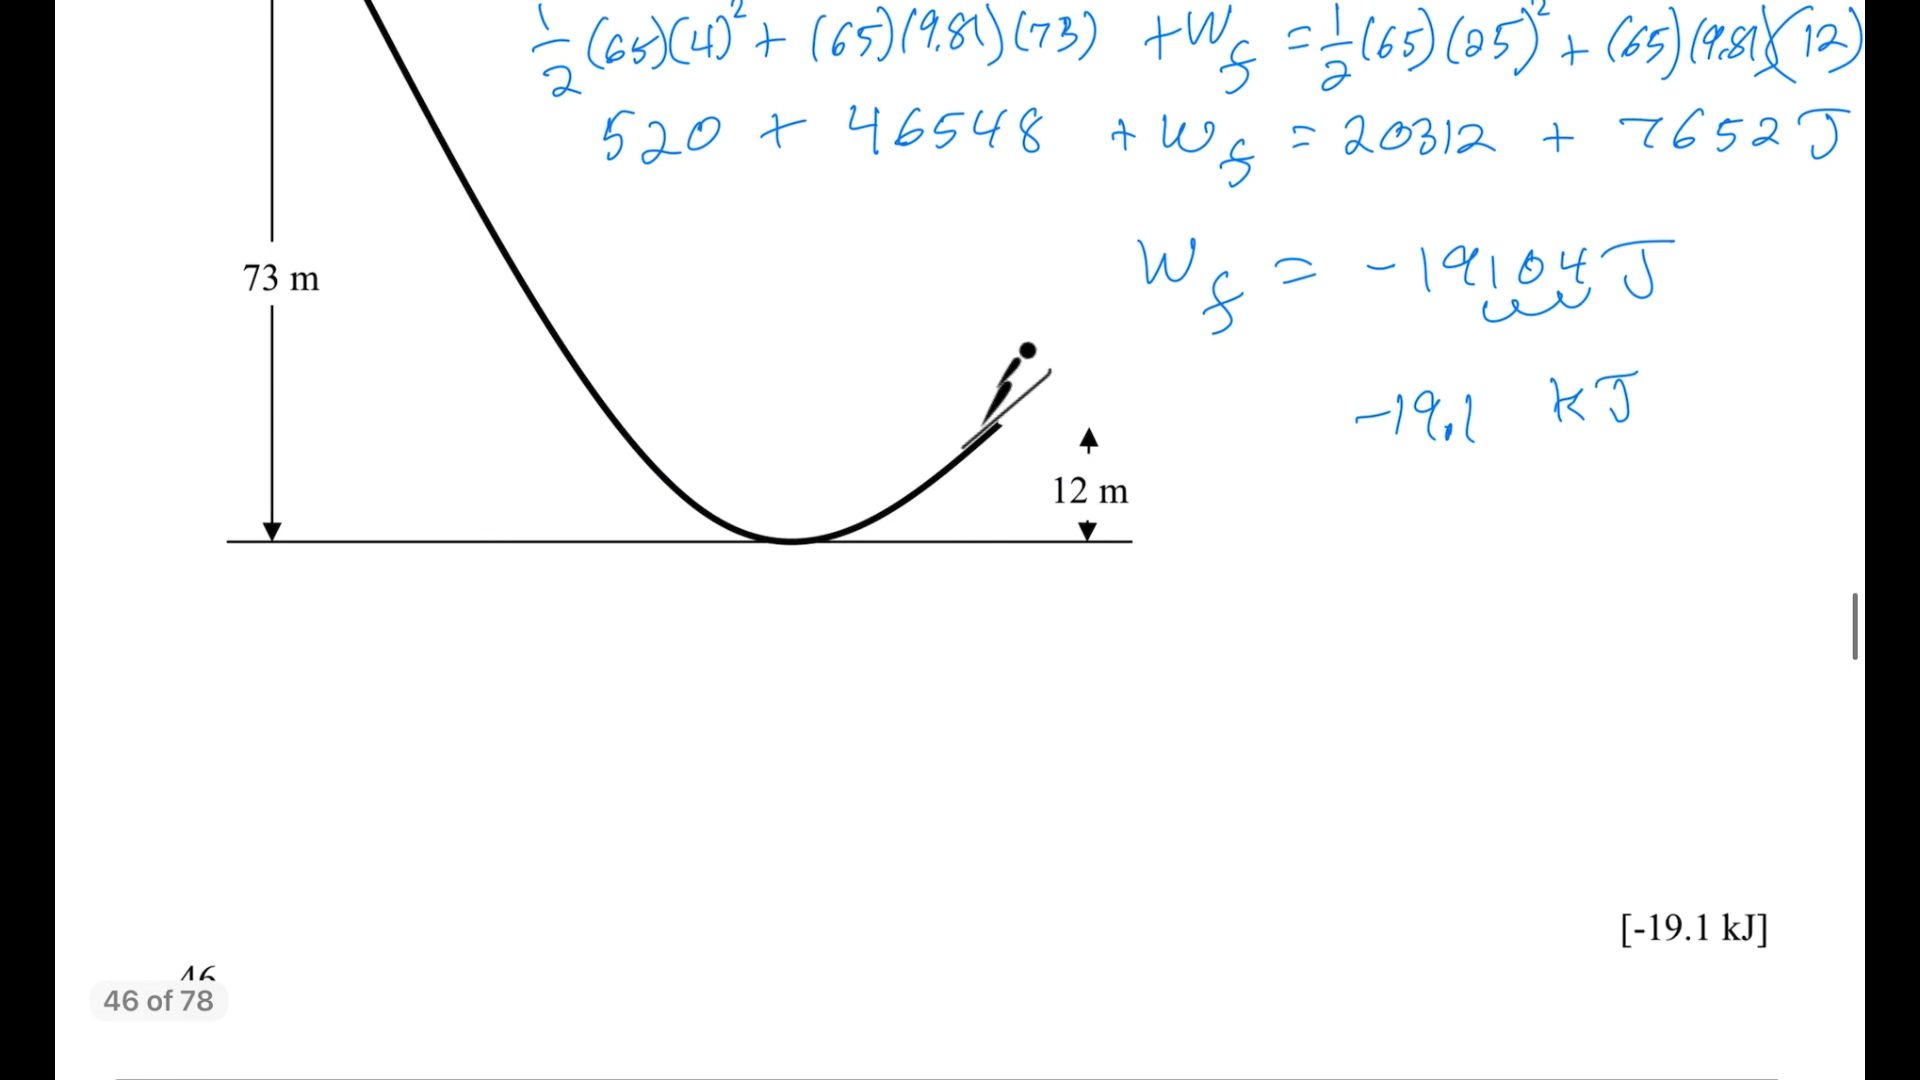 ½(65)(4)² + (65)(9.81)(73) + W_f = ½(65)(25)² + (65)(9.81)(12)
520 + 46548 + W_f = 20312 + 7652 J
W_f = -19104 J
73 m
-19.1 kJ
12 m
[-19.1 kJ]
46
46 of 78